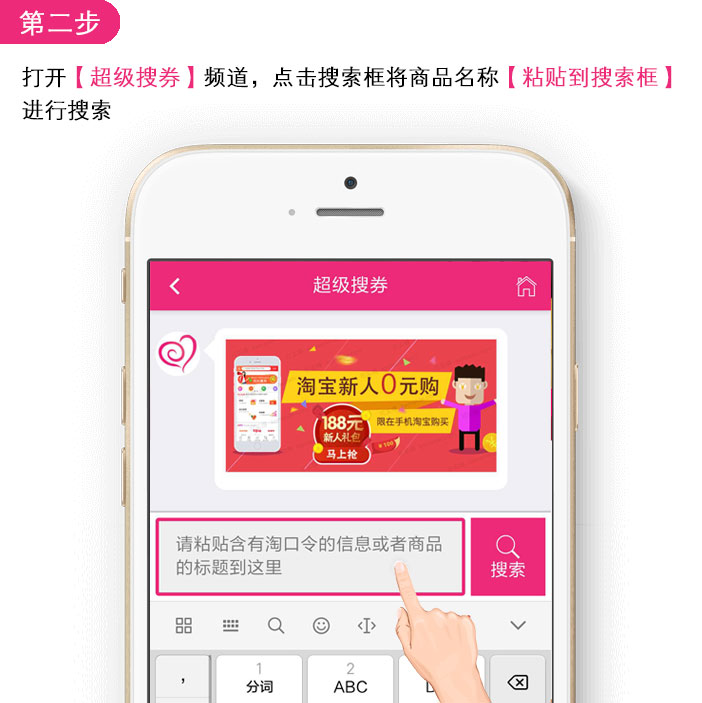 第二步
打开【超级搜券】频道，点击搜索框将商品名称【粘贴到搜索框】
进行搜索
超级搜券
淘宝新人0元购
188元
新人礼包
马上抢
限在手机淘宝购买
¥100
请粘贴含有淘口令的信息或者商品
的标题到这里
搜索
，
1
分词
2
ABC